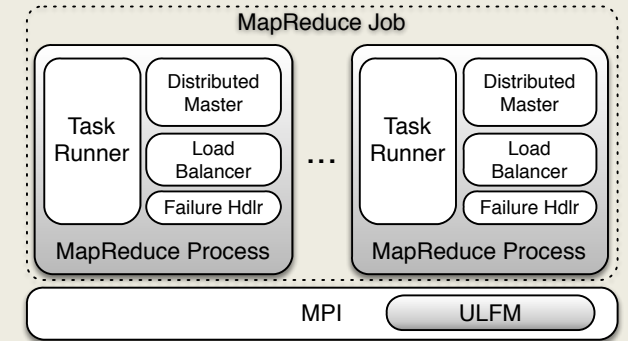 MapReduce Job
Task
Runner
Distributed
Master
Load
Balancer
Failure Hdlr
MapReduce Process
...
Task
Runner
Distributed
Master
Load
Balancer
Failure Hdlr
MapReduce Process
MPI
ULFM